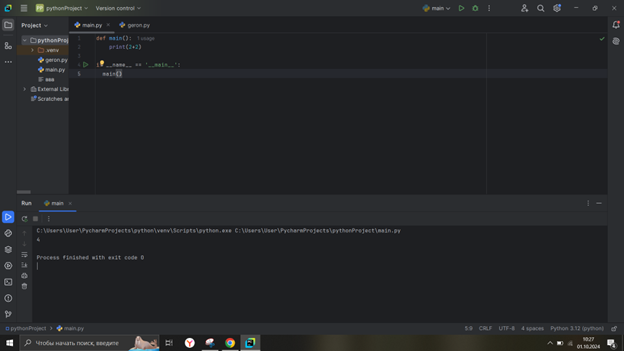 PP pythonProject Version control main
Project
main.py geron.py
pythonProj
.venv
geron.py
main.py
External Libr
Scratches a
1 def main(): 1 usage
2 print(2*2)
3
4 __name__ == '__main__':
5 main()
Run main
C:\Users\User\PycharmProjects\python\venv\Scripts\python.exe C:\Users\User\PycharmProjects\pythonProject\main.py
4
Process finished with exit code 0
pythonProject > main.py 5:9 CRLF UTF-8 4 spaces Python 3.12 (python)
Чтобы начать поиск, введите
10:27
01.10.2024